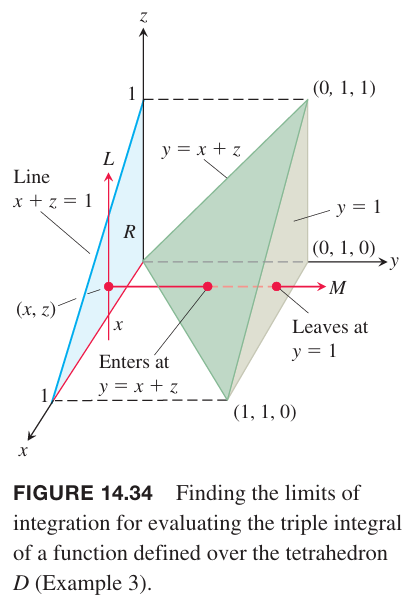 z
1
(0, 1, 1)
L
y = x + z
Line
x + z = 1
y = 1
R
(0, 1, 0)
y
M
(x, z)
x
Leaves at
y = 1
Enters at
y = x + z
1
(1, 1, 0)
x
FIGURE 14.34 Finding the limits of
integration for evaluating the triple integral
of a function defined over the tetrahedron
D (Example 3).